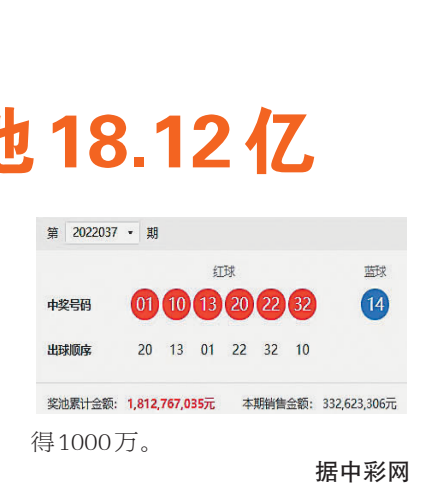 池18.12亿
第 2022037 期
红球 蓝球
中奖号码 01 10 13 20 22 32 14
出球顺序 20 13 01 22 32 10
奖池累计金额: 1,812,767,035元 本期销售金额: 332,623,306元
得1000万。
据中彩网